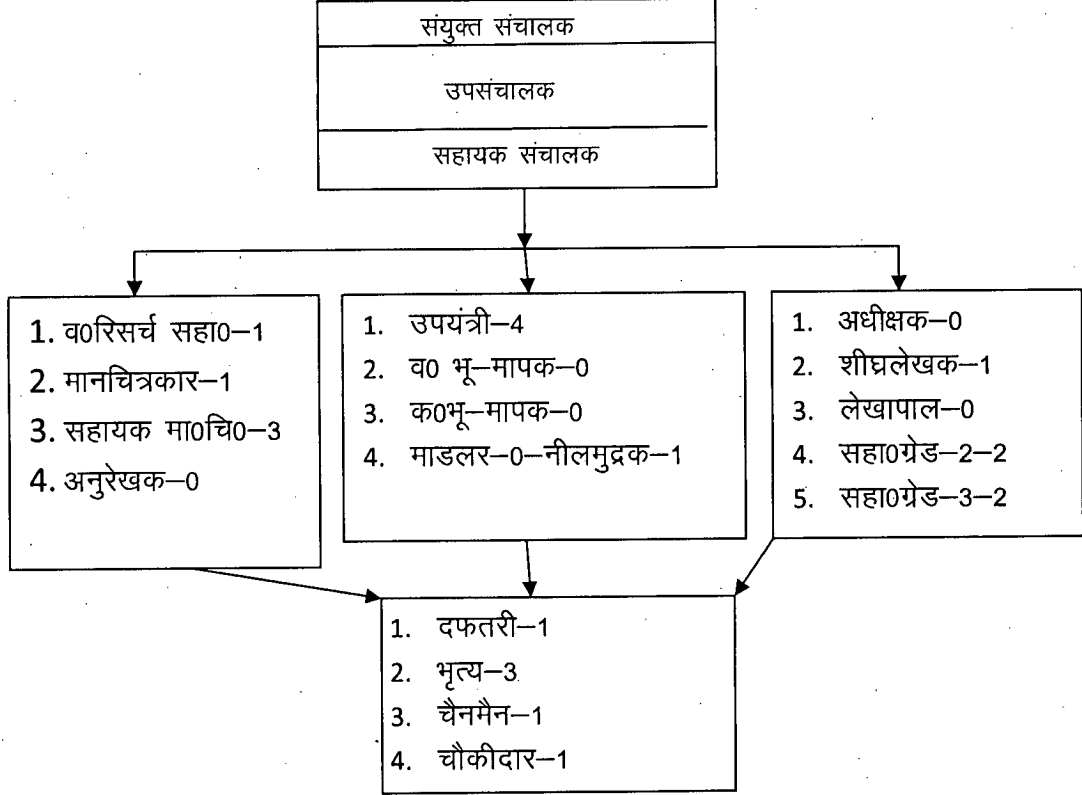 संयुक्त संचालक
उपसंचालक
सहायक संचालक
1. व0रिसर्च सहा0–1
2. मानचित्रकार–1
3. सहायक मा0चि0–3
4. अनुरेखक–0
1. उपयंत्री–4
2. व0 भू–मापक–0
3. क0भू–मापक–0
4. माडलर–0–नीलमुद्रक–1
1. अधीक्षक–0
2. शीघ्रलेखक–1
3. लेखापाल–0
4. सहा0ग्रेड–2–2
5. सहा0ग्रेड–3–2
1. दफतरी–1
2. भृत्य–3
3. चैनमैन–1
4. चौकीदार–1